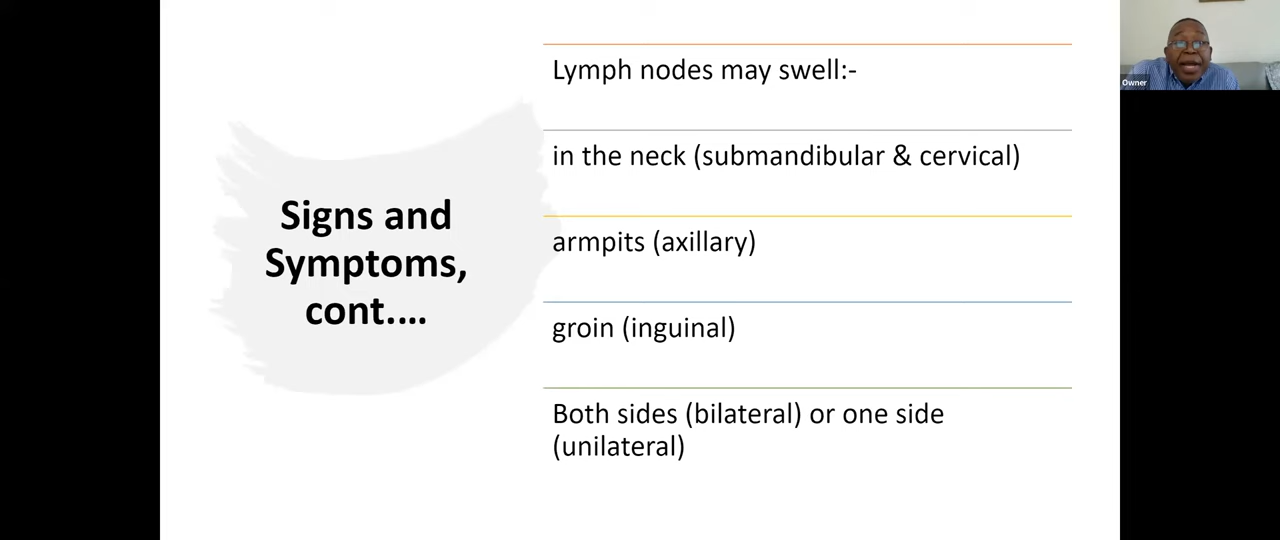 Signs and
Symptoms,
cont.…
Lymph nodes may swell:-
in the neck (submandibular & cervical)
armpits (axillary)
groin (inguinal)
Both sides (bilateral) or one side
(unilateral)
Owner